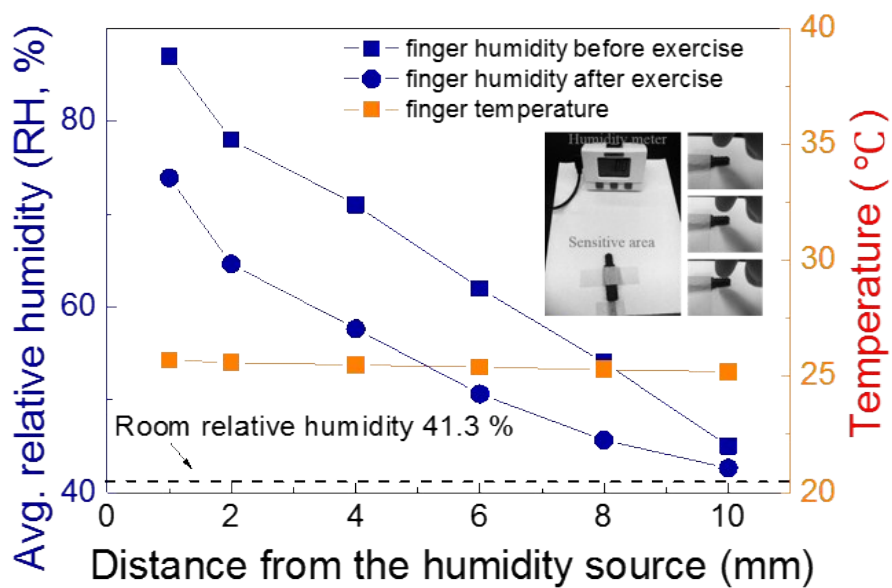 finger humidity before exercise
finger humidity after exercise
finger temperature
Humidity meter
Sensitive area
Room relative humidity 41.3 %
Avg. relative humidity (RH, %)
80
60
40
Temperature ( °C)
40
35
30
25
20
0 2 4 6 8 10
Distance from the humidity source (mm)